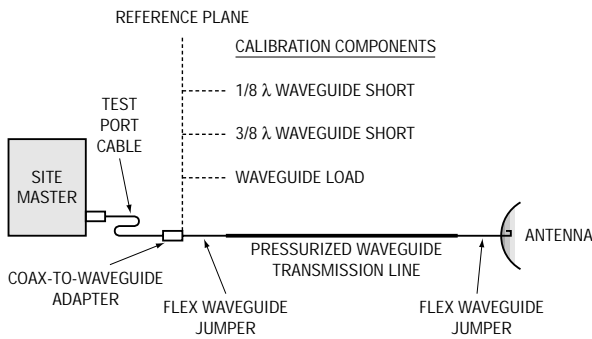 REFERENCE PLANE
CALIBRATION COMPONENTS
1/8 λ WAVEGUIDE SHORT
3/8 λ WAVEGUIDE SHORT
WAVEGUIDE LOAD
TEST
PORT
CABLE
SITE
MASTER
ANTENNA
PRESSURIZED WAVEGUIDE
TRANSMISSION LINE
COAX-TO-WAVEGUIDE
ADAPTER
FLEX WAVEGUIDE
JUMPER
FLEX WAVEGUIDE
JUMPER